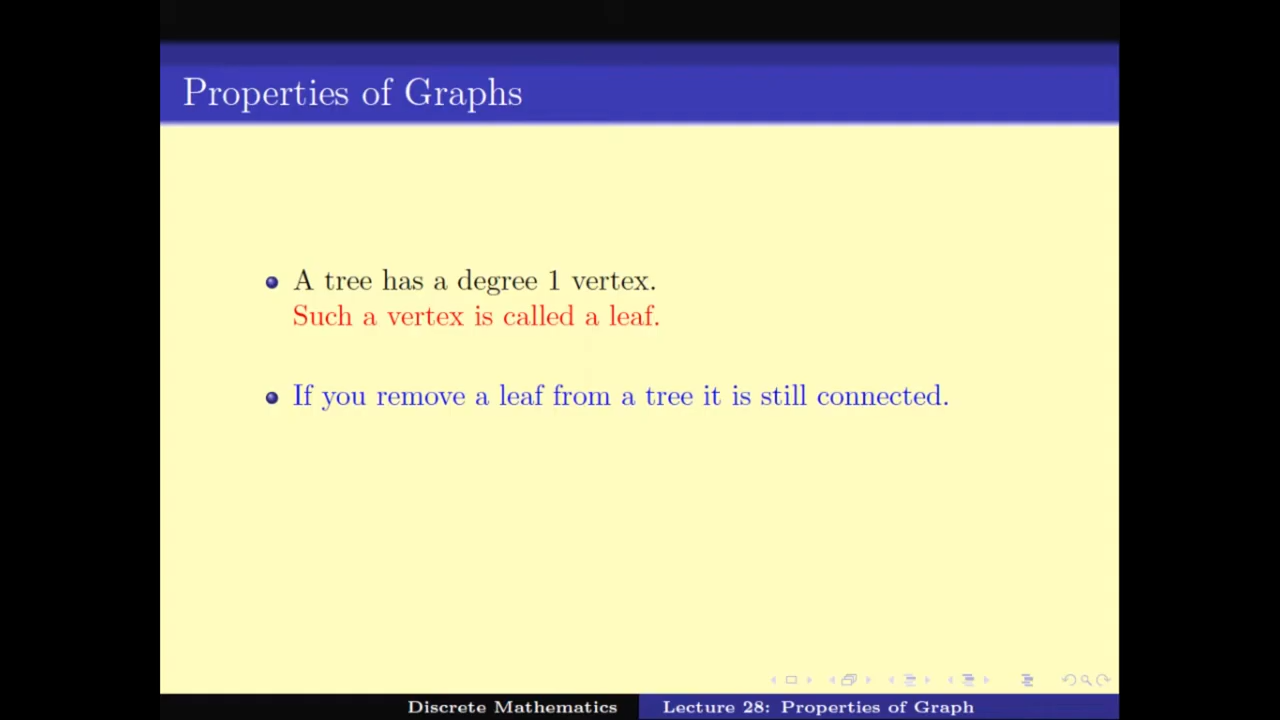 Properties of Graphs
A tree has a degree 1 vertex.
Such a vertex is called a leaf.
If you remove a leaf from a tree it is still connected.
Discrete Mathematics
Lecture 28: Properties of Graph